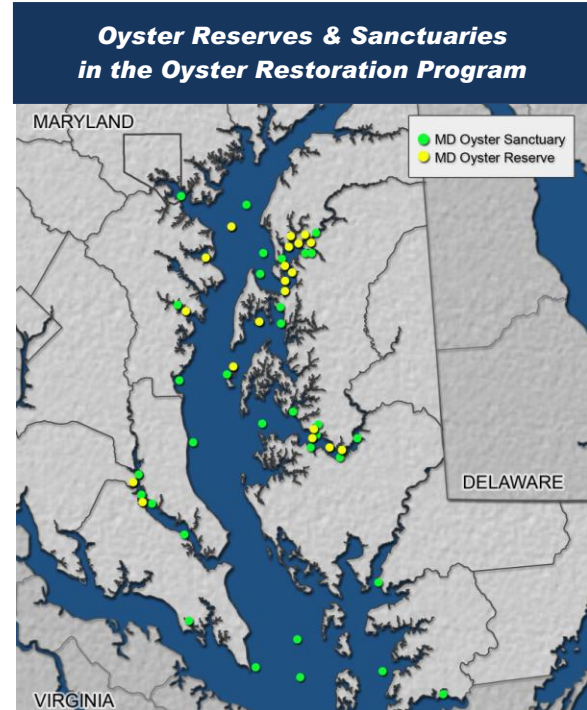 Oyster Reserves & Sanctuaries
in the Oyster Restoration Program
MARYLAND
MD Oyster Sanctuary
MD Oyster Reserve
DELAWARE
VIRGINIA